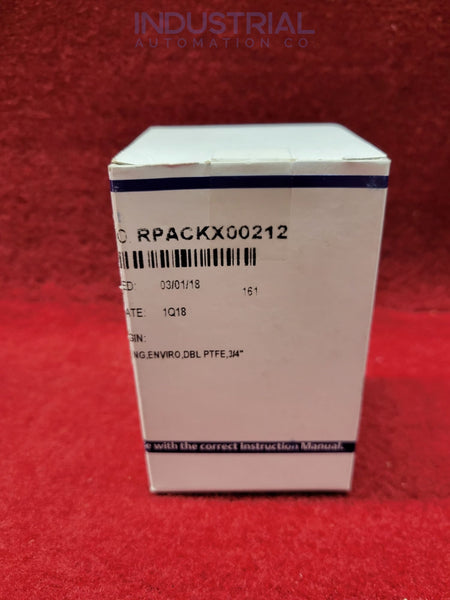 INDUSTRIAL
AUTOMATION CO
O. RPACKX00212
ED: 03/01/18 161
ATE: 1Q18
GIN:
NG,ENVIRO,DBL PTFE,3/4"
e with the correct Instruction Manual.